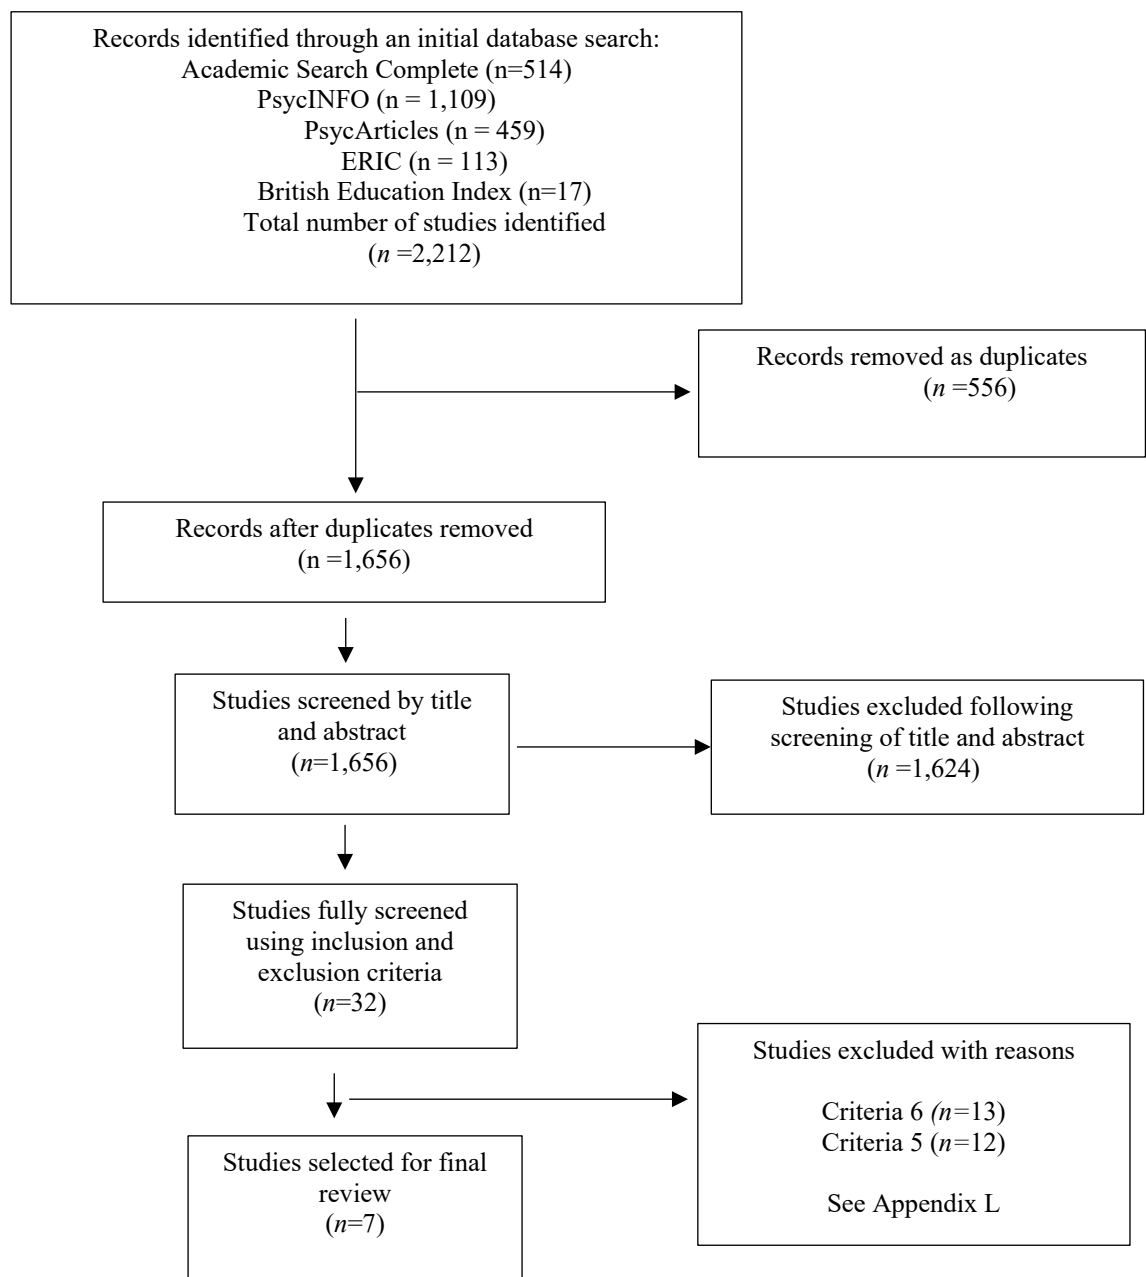 Records identified through an initial database search:
Academic Search Complete (n=514)
PsycINFO (n = 1,109)
PsycArticles (n = 459)
ERIC (n = 113)
British Education Index (n=17)
Total number of studies identified
(n =2,212)
Records removed as duplicates
(n =556)
Records after duplicates removed
(n =1,656)
Studies screened by title
and abstract
(n=1,656)
Studies excluded following
screening of title and abstract
(n =1,624)
Studies fully screened
using inclusion and
exclusion criteria
(n=32)
Studies excluded with reasons
Criteria 6 (n=13)
Criteria 5 (n=12)
See Appendix L
Studies selected for final
review
(n=7)